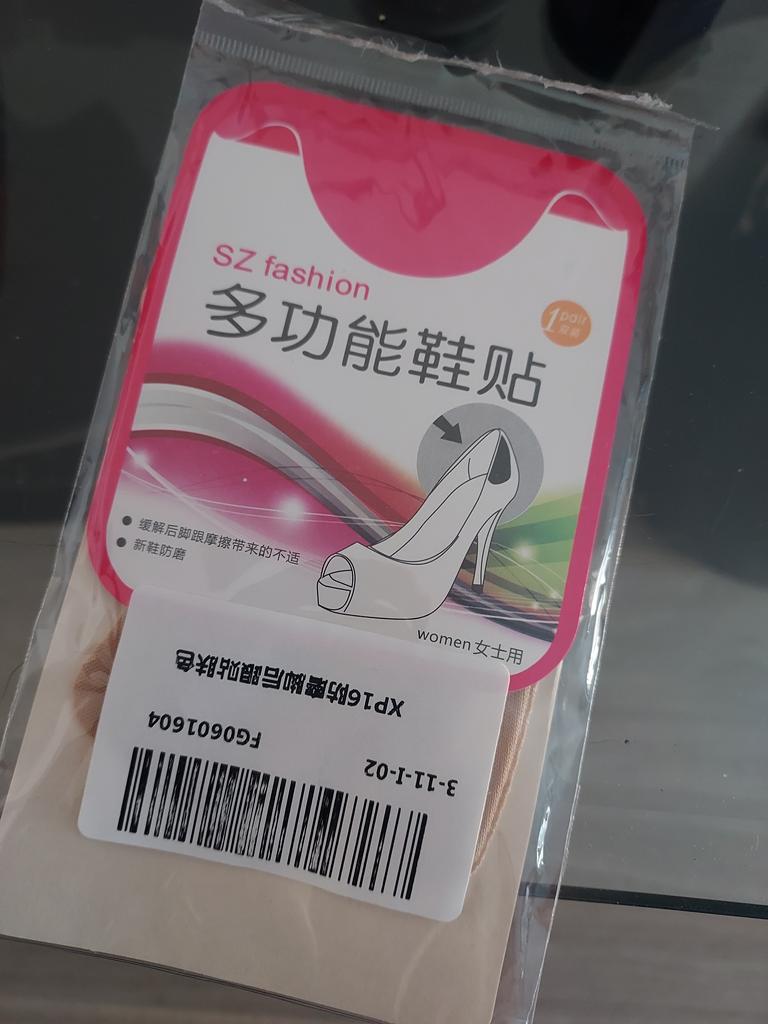 SZ fashion
多功能鞋贴
1 pair
双装
缓解后脚跟摩擦带来的不适
新鞋防磨
women 女士用
XP16防磨脚后跟贴肤色
FG0601604
3-11-I-02